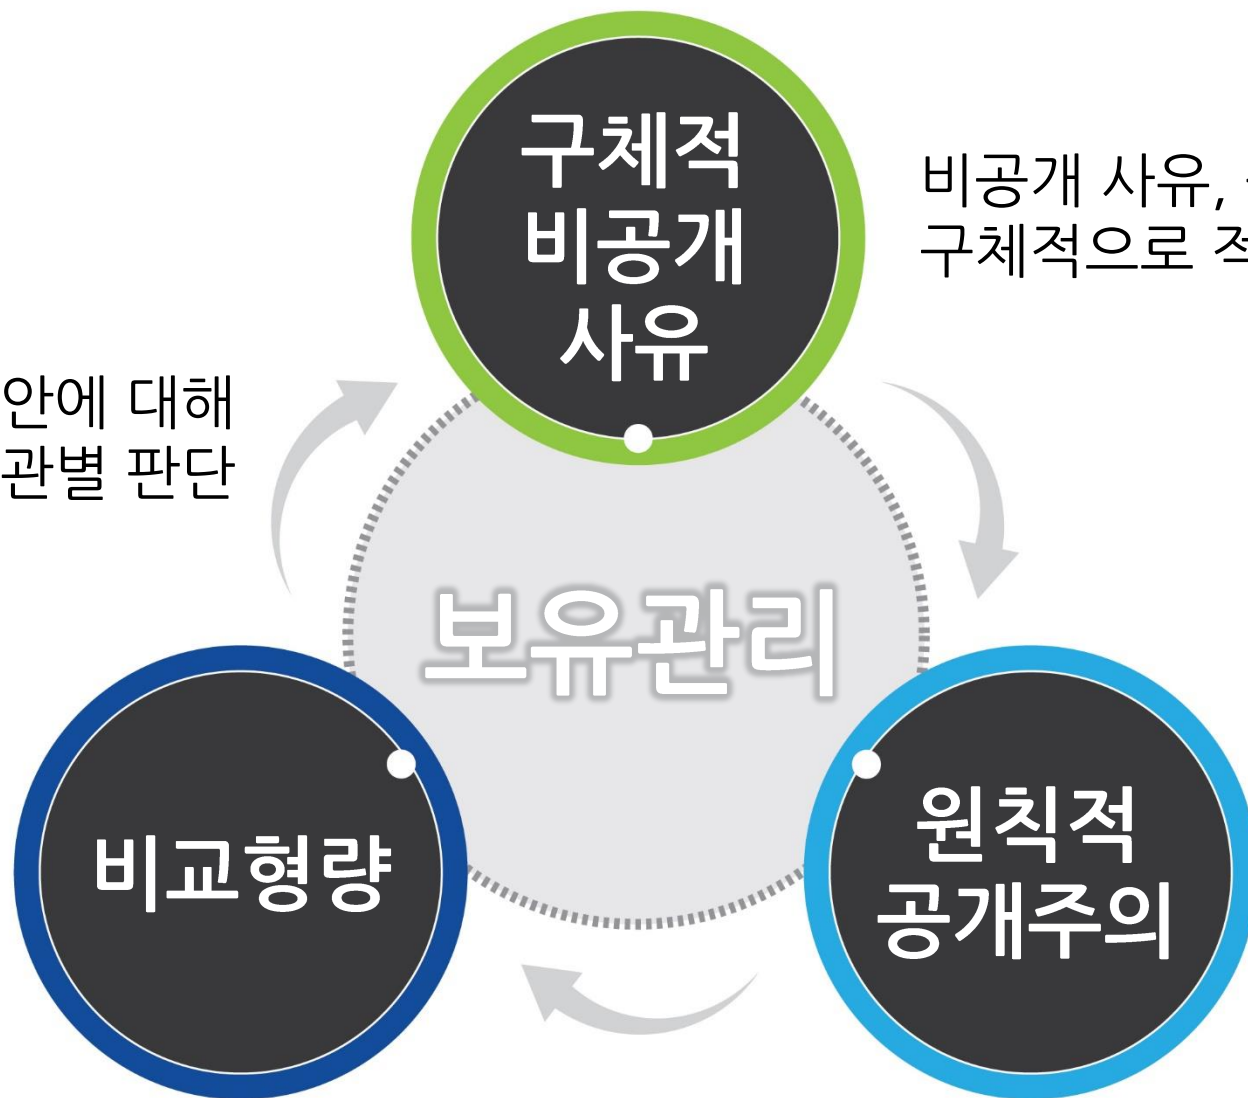 구체적
비공개
사유
비공개 사유,
구체적으로
안에 대해
관별 판단
보유관리
비교형량
원칙적
공개주의